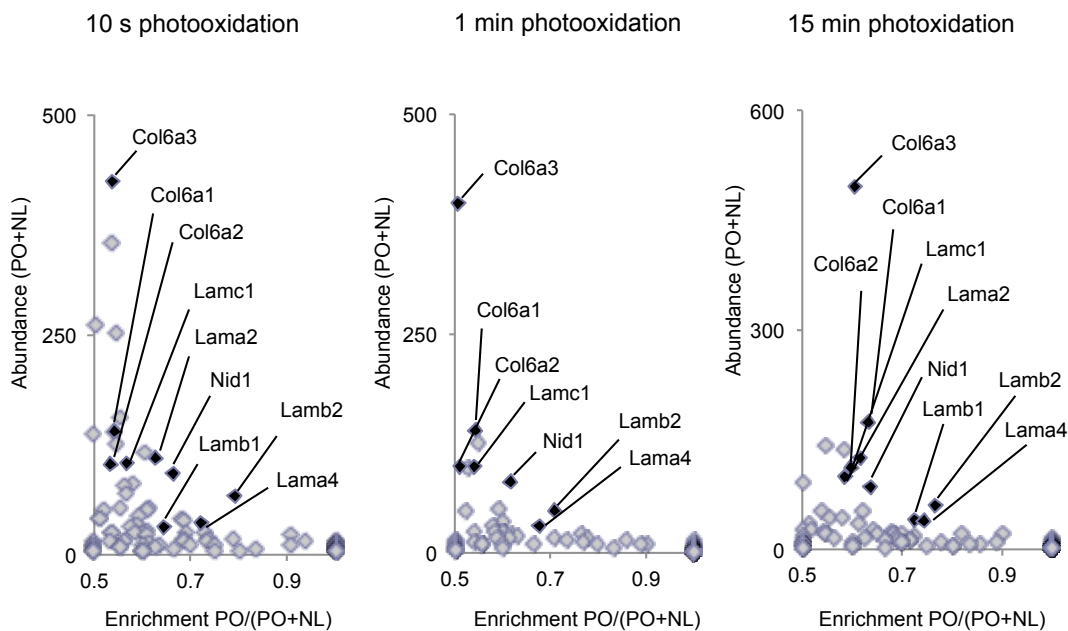 10 s photooxidation
1 min photooxidation
15 min photoxidation
500
250
0
Abundance (PO+NL)
Col6a3
Col6a1
Col6a2
Lamc1
Lama2
Nid1
Lamb2
Lamb1
Lama4
0.5
0.7
0.9
Enrichment PO/(PO+NL)
500
250
0
Abundance (PO+NL)
Col6a3
Col6a1
Col6a2
Lamc1
Nid1
Lamb2
Lama4
0.5
0.7
0.9
Enrichment PO/(PO+NL)
600
300
0
Abundance (PO+NL)
Col6a3
Col6a1
Col6a2
Lamc1
Lama2
Nid1
Lamb2
Lamb1
Lama4
0.5
0.7
0.9
Enrichment PO/(PO+NL)